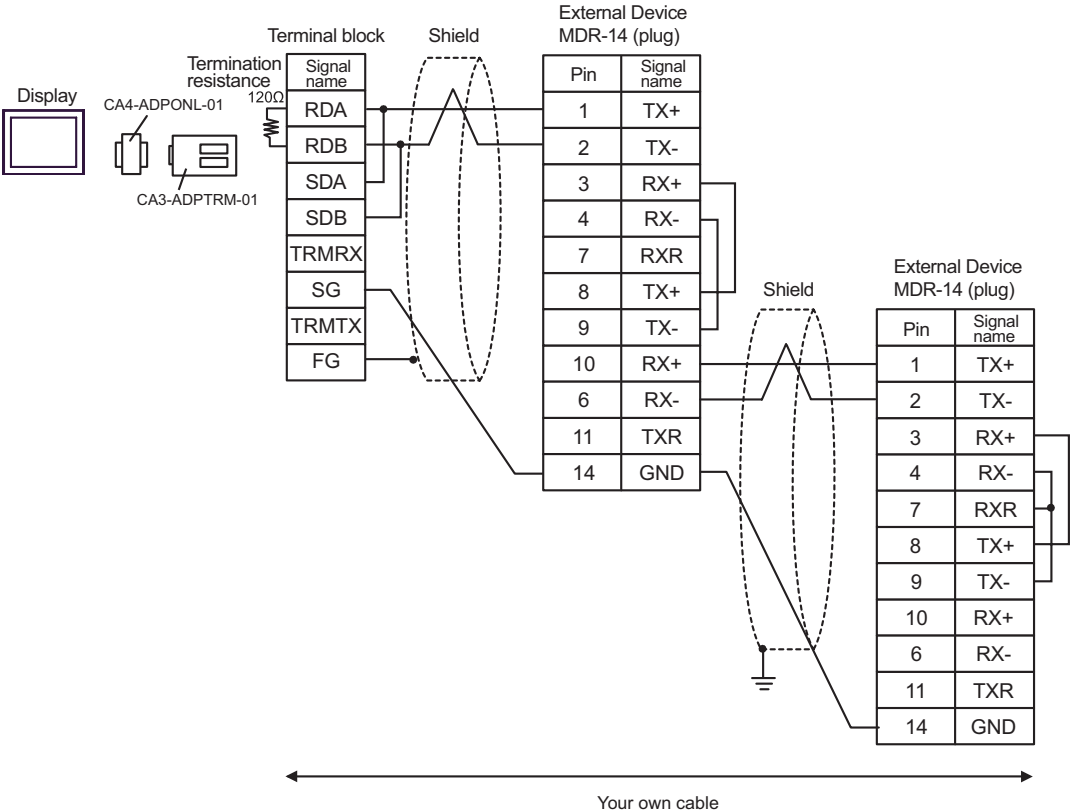 External Device
MDR-14 (plug)
Terminal block
Shield
Termination
resistance
120Ω
Display
CA4-ADPONL-01
CA3-ADPTRM-01
Signal
name
RDA
RDB
SDA
SDB
TRMRX
SG
TRMTX
FG
Pin
Signal
name
1 TX+
2 TX-
3 RX+
4 RX-
7 RXR
8 TX+
9 TX-
10 RX+
6 RX-
11 TXR
14 GND
Shield
External Device
MDR-14 (plug)
Pin
Signal
name
1 TX+
2 TX-
3 RX+
4 RX-
7 RXR
8 TX+
9 TX-
10 RX+
6 RX-
11 TXR
14 GND
Your own cable